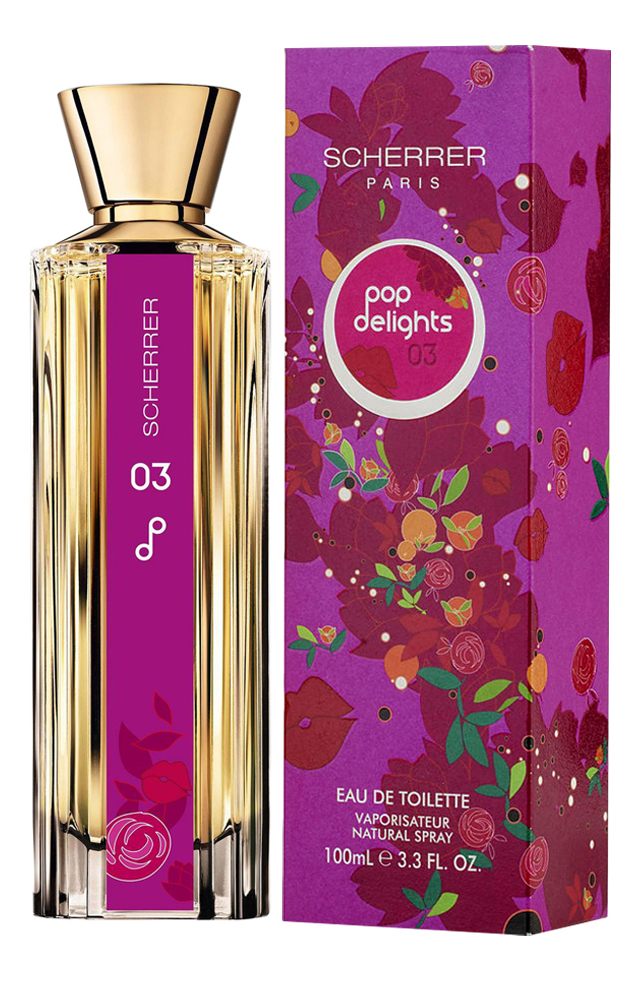 SCHERRER
03
SCHERRER
PARIS
pop
delights
03
EAU DE TOILETTE
VAPORISATEUR
NATURAL SPRAY
100mL ℮ 3.3 FL. OZ.